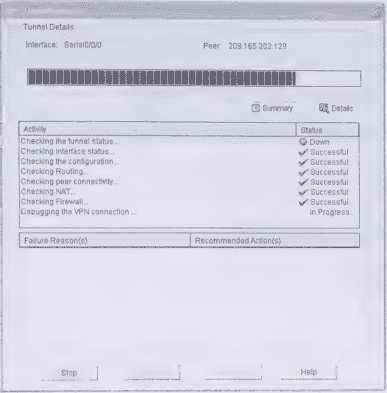 Tunnel Details
Interface: Serial0/0/0 Peer: 209.165.202.129
Summary Details
Activity Status
Checking the tunnel status... Down
Checking interface status... Successful
Checking the configuration... Successful
Checking Routing... Successful
Checking peer connectivity... Successful
Checking NAT... Successful
Checking Firewall... Successful
Debugging the VPN connection ... In Progress..
Failure Reason(s) Recommended Action(s)
Stop Help